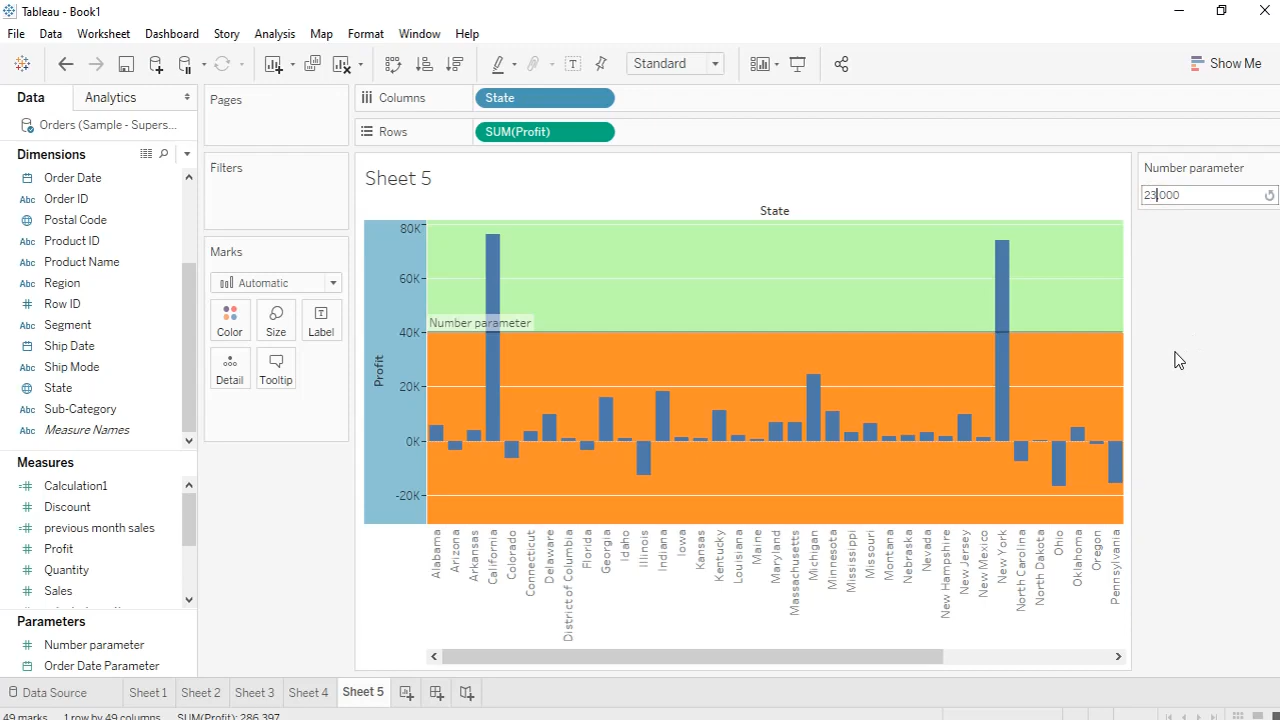 Tableau - Book1
File Data Worksheet Dashboard Story Analysis Map Format Window Help
Standard
Show Me
Data
Analytics
Orders (Sample - Supers...
Dimensions
Order Date
Abc Order ID
Postal Code
Abc Product ID
Abc Product Name
Abc Region
Row ID
Abc Segment
Ship Date
Abc Ship Mode
State
Abc Sub-Category
Abc Measure Names
Measures
Calculation1
Discount
previous month sales
Profit
Quantity
Sales
Parameters
Number parameter
Order Date Parameter
Pages
Filters
Marks
Automatic
Color
Size
Label
Detail
Tooltip
Columns
State
Rows
SUM(Profit)
Sheet 5
State
80K
60K
40K
20K
0K
-20K
Profit
Number parameter
Alabama
Arizona
Arkansas
California
Colorado
Connecticut
Delaware
District of Columbia
Florida
Georgia
Idaho
Illinois
Indiana
Iowa
Kansas
Kentucky
Louisiana
Maine
Maryland
Massachusetts
Michigan
Minnesota
Mississippi
Missouri
Montana
Nebraska
Nevada
New Hampshire
New Jersey
New Mexico
New York
North Carolina
North Dakota
Ohio
Oklahoma
Oregon
Pennsylvania
Number parameter
23,000
Data Source
Sheet 1
Sheet 2
Sheet 3
Sheet 4
Sheet 5
49 marks 1 row by 49 columns SUM(Profit): 286,397